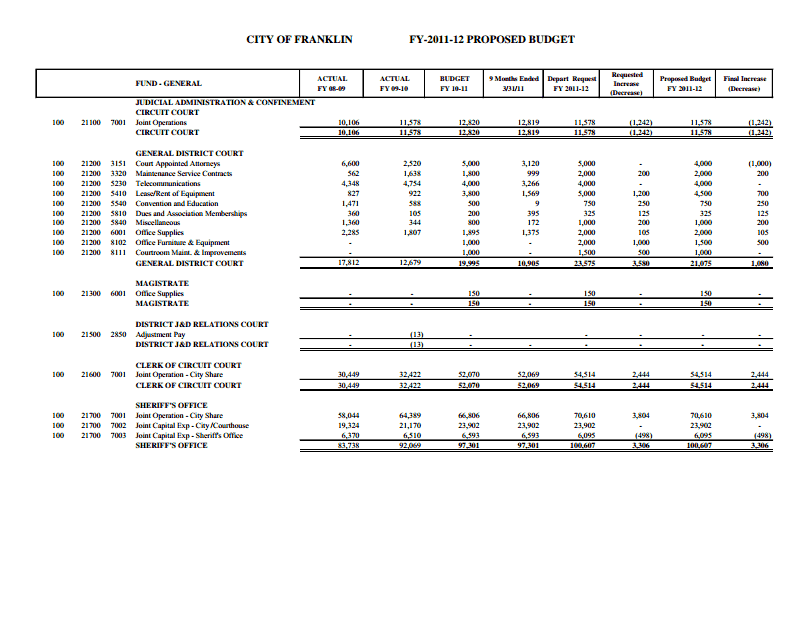 CITY OF FRANKLIN FY-2011-12 PROPOSED BUDGET
FUND - GENERAL ACTUAL FY 08-09 ACTUAL FY 09-10 BUDGET FY 10-11 9 Months Ended 3/31/11 Depart Request FY 2011-12 Requested Increase (Decrease) Proposed Budget FY 2011-12 Final Increase (Decrease)
JUDICIAL ADMINISTRATION & CONFINEMENT
CIRCUIT COURT
100 21100 7001 Joint Operations 10,106 11,578 12,820 12,819 11,578 (1,242) 11,578 (1,242)
CIRCUIT COURT 10,106 11,578 12,820 12,819 11,578 (1,242) 11,578 (1,242)
GENERAL DISTRICT COURT
100 21200 3151 Court Appointed Attorneys 6,600 2,520 5,000 3,120 5,000 - 4,000 (1,000)
100 21200 3320 Maintenance Service Contracts 562 1,638 1,800 999 2,000 200 2,000 200
100 21200 5230 Telecommunications 4,348 4,754 4,000 3,266 4,000 - 4,000 -
100 21200 5410 Lease/Rent of Equipment 827 922 3,800 1,569 5,000 1,200 4,500 700
100 21200 5540 Convention and Education 1,471 588 500 9 750 250 750 250
100 21200 5810 Dues and Association Memberships 360 105 200 395 325 125 325 125
100 21200 5840 Miscellaneous 1,360 344 800 172 1,000 200 1,000 200
100 21200 6001 Office Supplies 2,285 1,807 1,895 1,375 2,000 105 2,000 105
100 21200 8102 Office Furniture & Equipment - 1,000 - 2,000 1,000 1,500 500
100 21200 8111 Courtroom Maint. & Improvements - 1,000 - 1,500 500 1,000 -
GENERAL DISTRICT COURT 17,812 12,679 19,995 10,905 23,575 3,580 21,075 1,080
MAGISTRATE
100 21300 6001 Office Supplies - - 150 - 150 - 150 -
MAGISTRATE - - 150 - 150 - 150 -
DISTRICT J&D RELATIONS COURT
100 21500 2850 Adjustment Pay - (13) - - - - - -
DISTRICT J&D RELATIONS COURT - (13) - - - - - -
CLERK OF CIRCUIT COURT
100 21600 7001 Joint Operation - City Share 30,449 32,422 52,070 52,069 54,514 2,444 54,514 2,444
CLERK OF CIRCUIT COURT 30,449 32,422 52,070 52,069 54,514 2,444 54,514 2,444
SHERIFF'S OFFICE
100 21700 7001 Joint Operation - City Share 58,044 64,389 66,806 66,806 70,610 3,804 70,610 3,804
100 21700 7002 Joint Capital Exp - City/Courthouse 19,324 21,170 23,902 23,902 23,902 - 23,902 -
100 21700 7003 Joint Capital Exp - Sheriff's Office 6,370 6,510 6,593 6,593 6,095 (498) 6,095 (498)
SHERIFF'S OFFICE 83,738 92,069 97,301 97,301 100,607 3,306 100,607 3,306